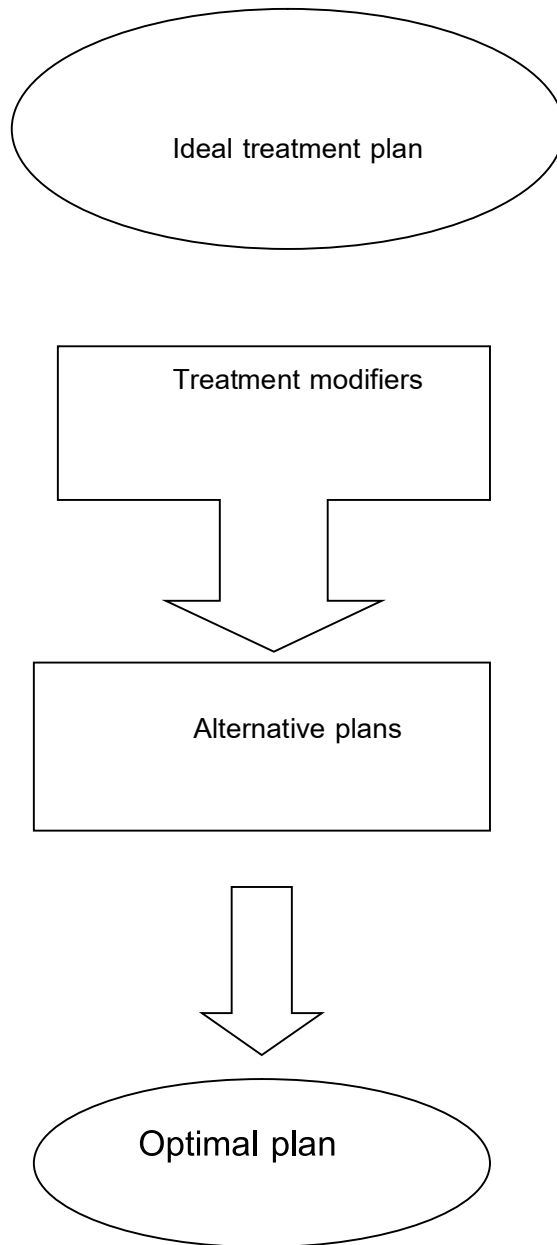 Ideal treatment plan
Treatment modifiers
Alternative plans
Optimal plan